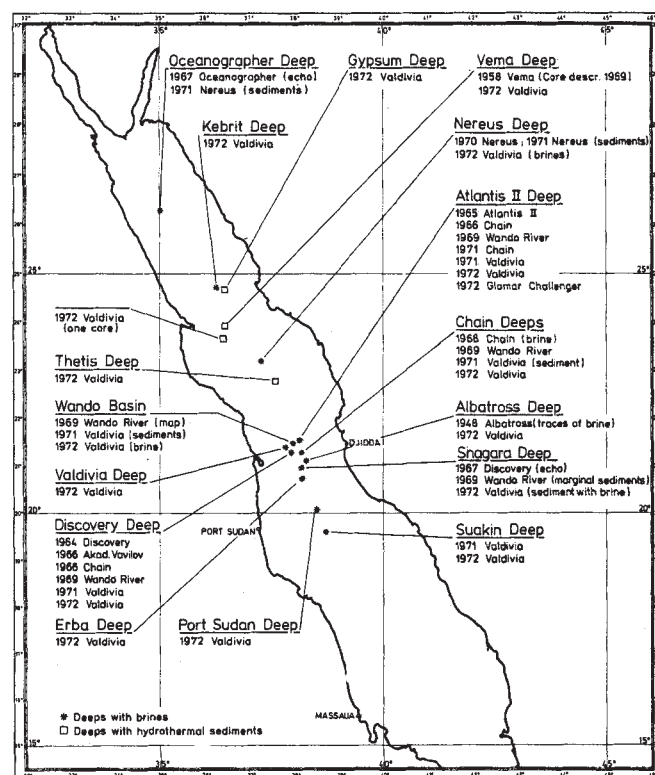 Oceanographer Deep
1967 Oceanographer (echo)
1971 Nereus (sediments)
Gypsum Deep
1972 Valdivia
Vema Deep
1958 Vema (Core descr. 1969)
1972 Valdivia
Kebrit Deep
1972 Valdivia
Nereus Deep
1970 Nereus; 1971 Nereus (sediments)
1972 Valdivia (brines)
Atlantis II Deep
1965 Atlantis II
1966 Chain
1969 Wando River
1971 Chain
1971 Valdivia
1972 Valdivia
1972 Glomar Challenger
1972 Valdivia
(one core)
Chain Deeps
1968 Chain (brine)
1969 Wando River
1971 Valdivia (sediment)
1972 Valdivia
Thetis Deep
1972 Valdivia
Wando Basin
1969 Wando River (map)
1971 Valdivia (sediments)
1972 Valdivia (brine)
Albatross Deep
1948 Albatross (traces of brine)
1972 Valdivia
DJIDDA
Valdivia Deep
1972 Valdivia
Shagara Deep
1967 Discovery (echo)
1969 Wando River (marginal sediments)
1972 Valdivia (sediment with brine)
Discovery Deep
1964 Discovery
1966 Akad. Vavilov
1966 Chain
1969 Wando River
1971 Valdivia
1972 Valdivia
PORT SUDAN
Suakin Deep
1971 Valdivia
1972 Valdivia
Erba Deep
1972 Valdivia
Port Sudan Deep
1972 Valdivia
MASSAUA
* Deeps with brines
□ Deeps with hydrothermal sediments
35°
40°
45°
25°
25°
20°
20°
15°
15°